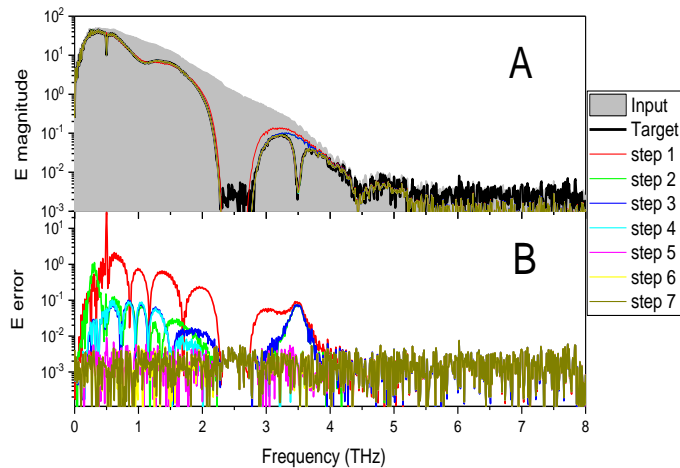 10²
10¹
10⁰
10⁻¹
10⁻²
10⁻³
E magnitude
A
10¹
10⁰
10⁻¹
10⁻²
10⁻³
E error
B
0 1 2 3 4 5 6 7 8
Frequency (THz)
Input
Target
step 1
step 2
step 3
step 4
step 5
step 6
step 7